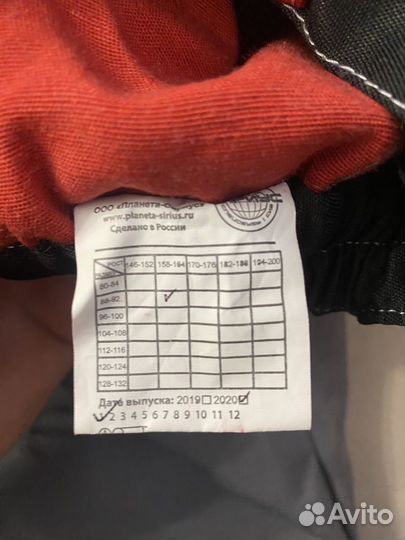 ООО «Планета-Сириус»
www.planeta-sirius.ru
Сделано в России
РОСТ 146-152 158-164 170-176 182-188 194-200
80-84
88-92
96-100
104-108
112-116
120-124
128-132
Дата выпуска: 2019 2020
1 2 3 4 5 6 7 8 9 10 11 12
Avito